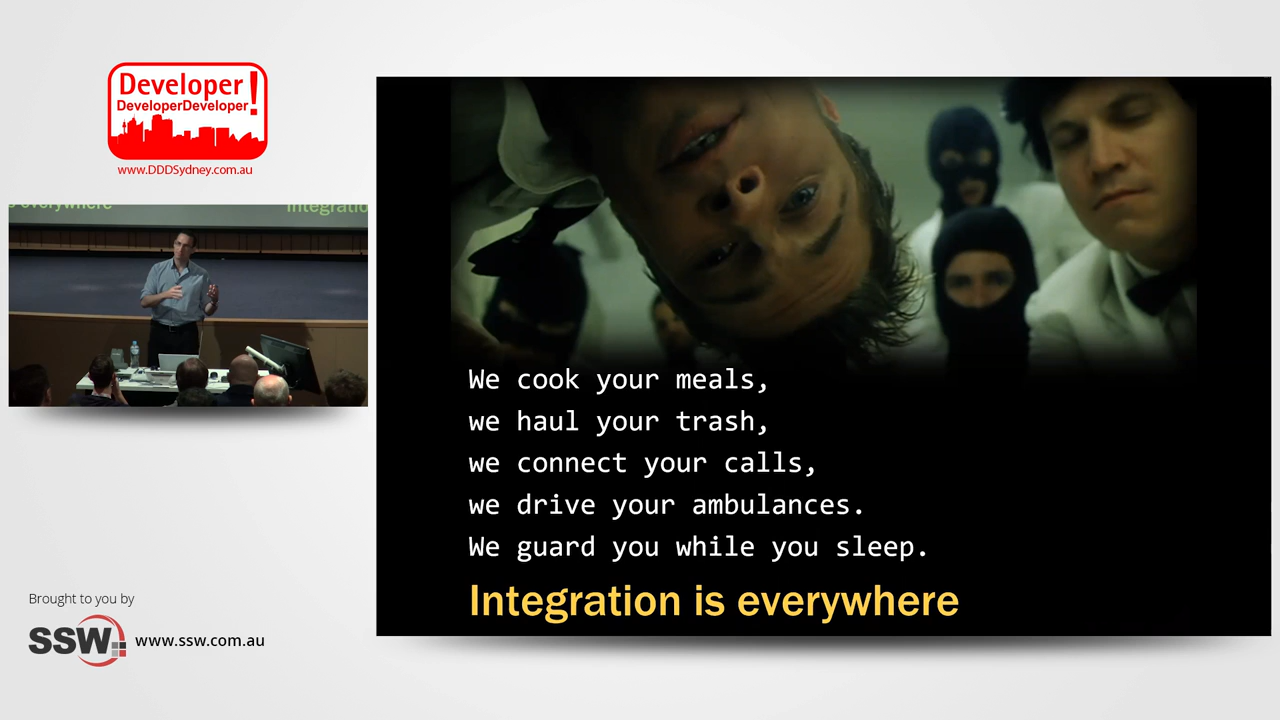 Developer!
DeveloperDeveloper
www.DDDSydney.com.au
everywhere
Integratio
We cook your meals,
we haul your trash,
we connect your calls,
we drive your ambulances.
We guard you while you sleep.
Integration is everywhere
Brought to you by
SSW
www.ssw.com.au